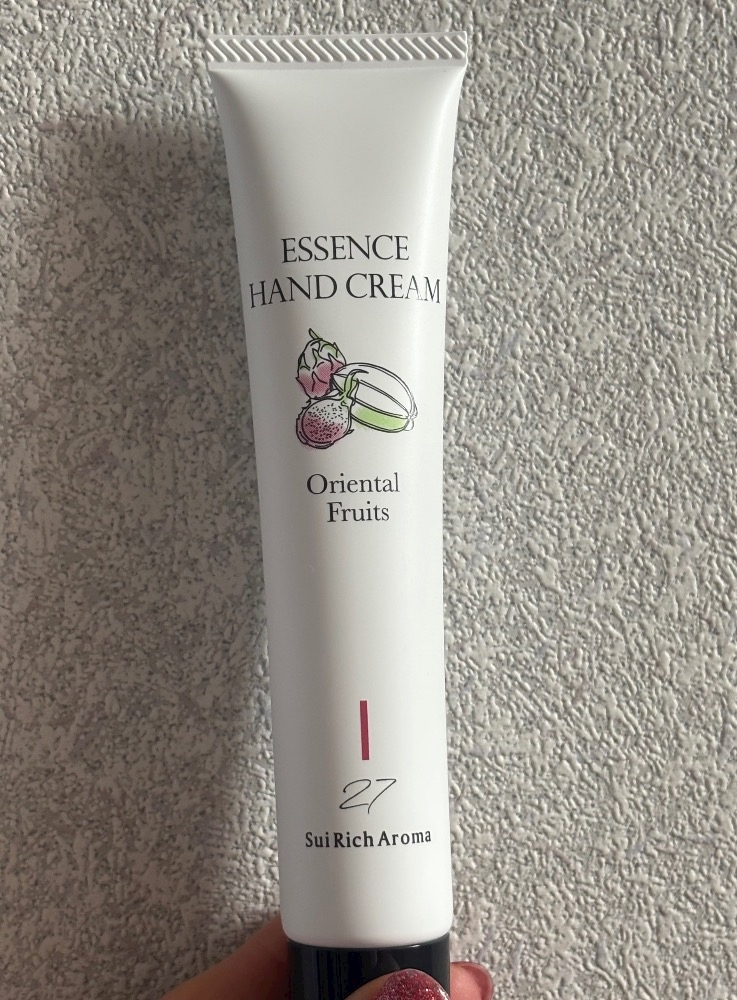 ESSENCE
HAND CREAM
Oriental
Fruits
27
Sui Rich Aroma